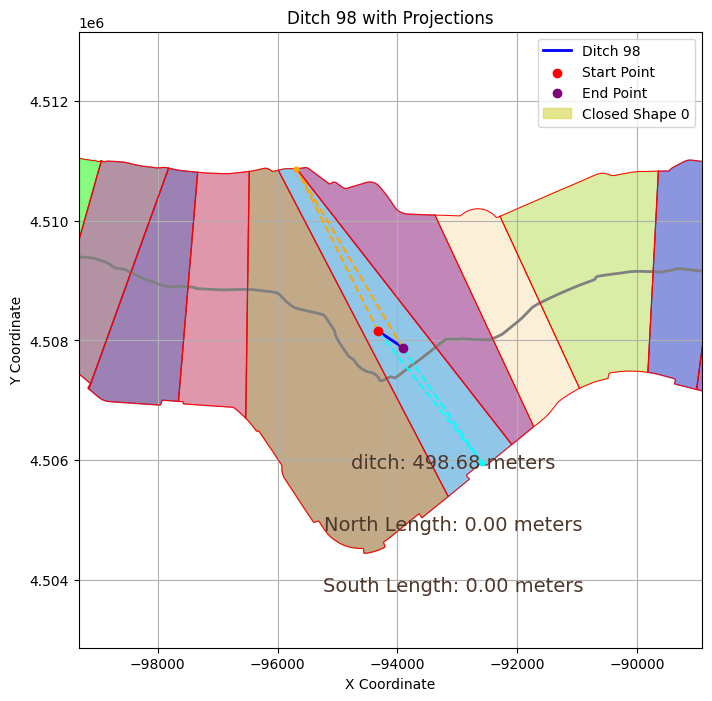 Ditch 98 with Projections
1e6
Ditch 98
Start Point
End Point
Closed Shape 0
4.512
4.510
4.508
4.506
4.504
Y Coordinate
ditch: 498.68 meters
North Length: 0.00 meters
South Length: 0.00 meters
−98000 −96000 −94000 −92000 −90000
X Coordinate